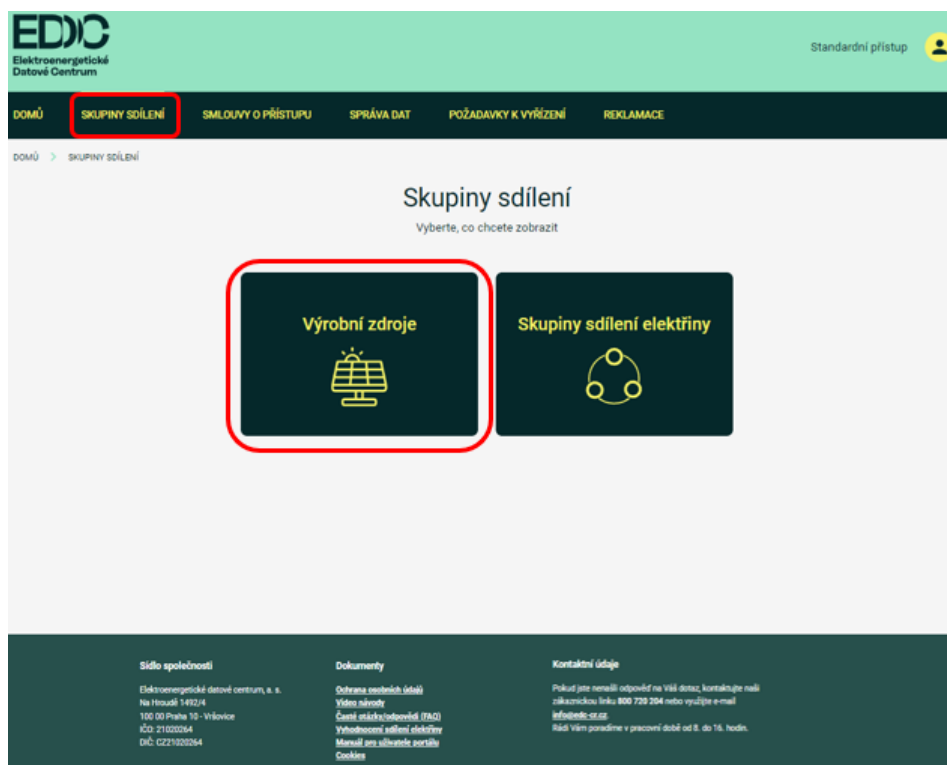 EDC
Elektroenergetické
Datové Centrum
Standardní přístup
DOMŮ SKUPINY SDÍLENÍ SMLOUVY O PŘÍSTUPU SPRÁVA DAT POŽADAVKY K VYŘÍZENÍ REKLAMACE
DOMŮ > SKUPINY SDÍLENÍ
Skupiny sdílení
Vyberte, co chcete zobrazit
Výrobní zdroje
Skupiny sdílení elektřiny
Sídlo společnosti
Elektroenergetické datové centrum, a. s.
Na Hroudě 1492/4
100 00 Praha 10 - Vršovice
IČO: 21020264
DIČ: CZ21020264
Dokumenty
Ochrana osobních údajů
Video návody
Časté otázky/odpovědi (FAQ)
Vyhodnocení sdílení elektřiny
Manuál pro uživatele portálu
Cookies
Kontaktní údaje
Pokud jste nenašli odpověď na Váš dotaz, kontaktujte naši
zákaznickou linku 800 720 204 nebo využijte e-mail
info@edc-cr.cz.
Rádi Vám poradíme v pracovní době od 8. do 16. hodin.